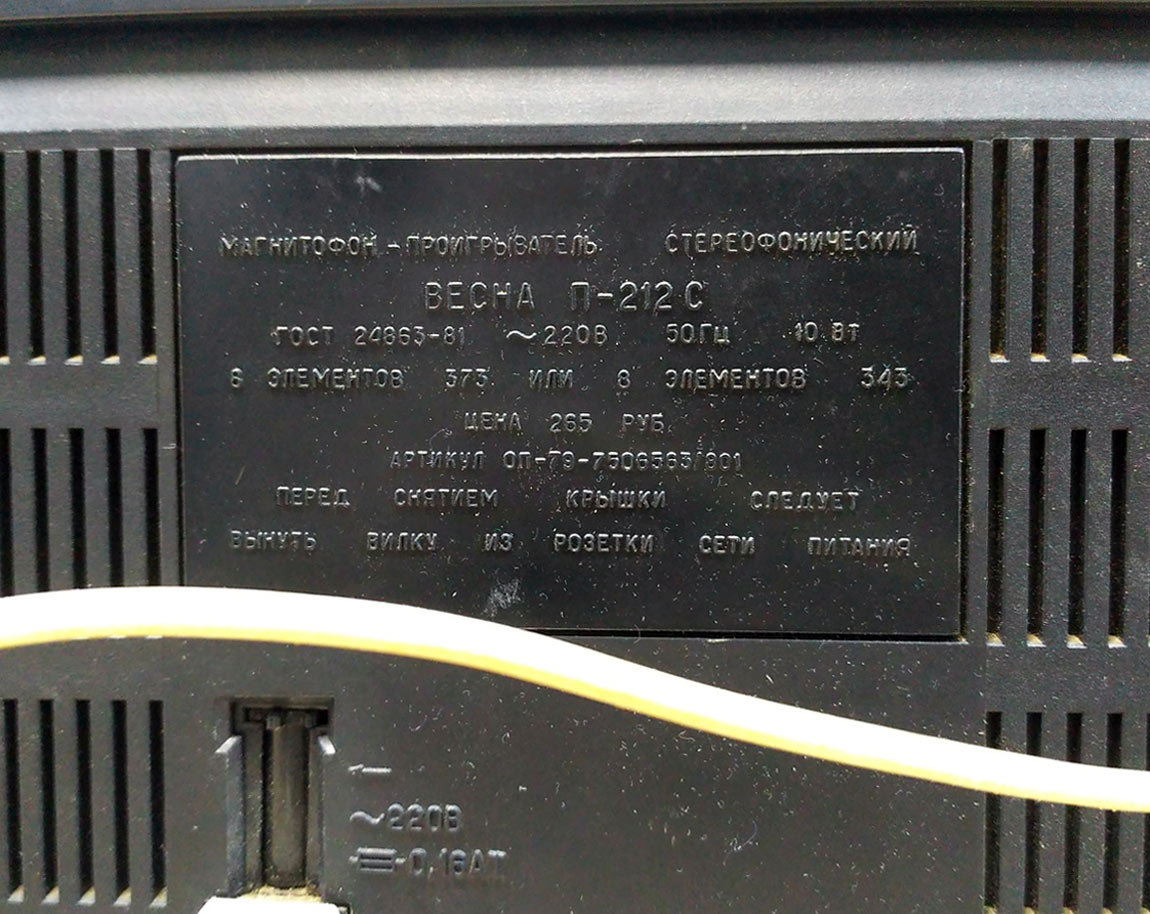 МАГНИТОФОН-ПРОИГРЫВАТЕЛЬ СТЕРЕОФОНИЧЕСКИЙ
ВЕСНА П-212 С
ГОСТ 24863-81 ~220В 50ГЦ 10 Вт
6 ЭЛЕМЕНТОВ 373 ИЛИ 8 ЭЛЕМЕНТОВ 343
ЦЕНА 265 РУБ.
АРТИКУЛ ОП-79-7506563/901
ПЕРЕД СНЯТИЕМ КРЫШКИ СЛЕДУЕТ
ВЫНУТЬ ВИЛКУ ИЗ РОЗЕТКИ СЕТИ ПИТАНИЯ
~220В
0,16АТ